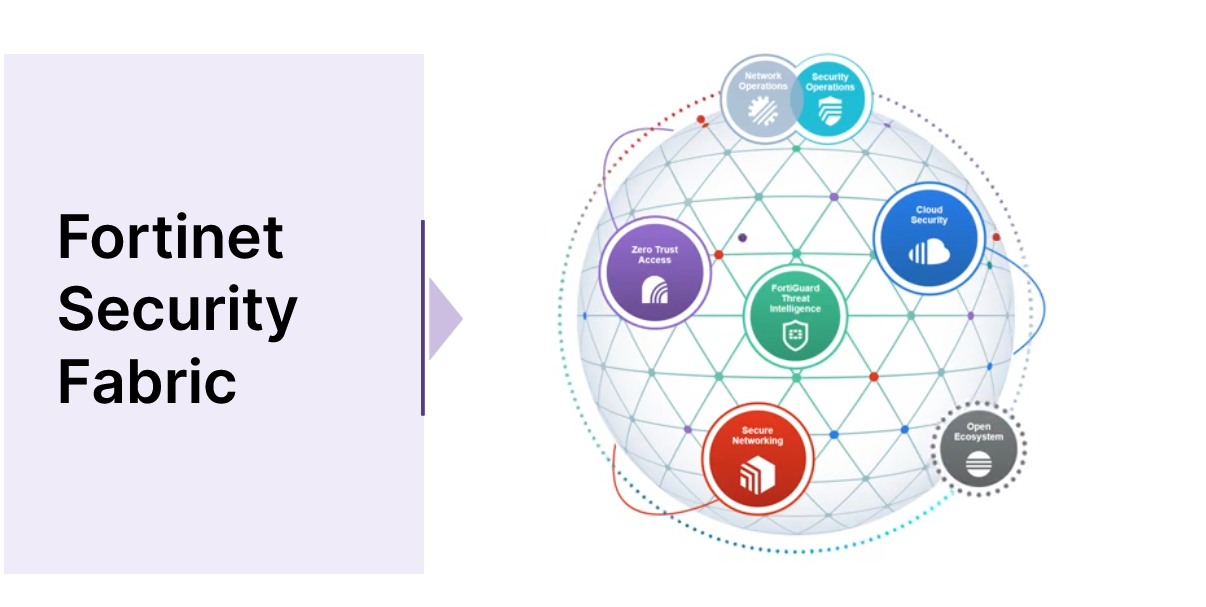 Fortinet
Security
Fabric
Network
Operations
Security
Operations
Cloud
Security
Zero Trust
Access
FortiGuard
Threat
Intelligence
Secure
Networking
Open
Ecosystem